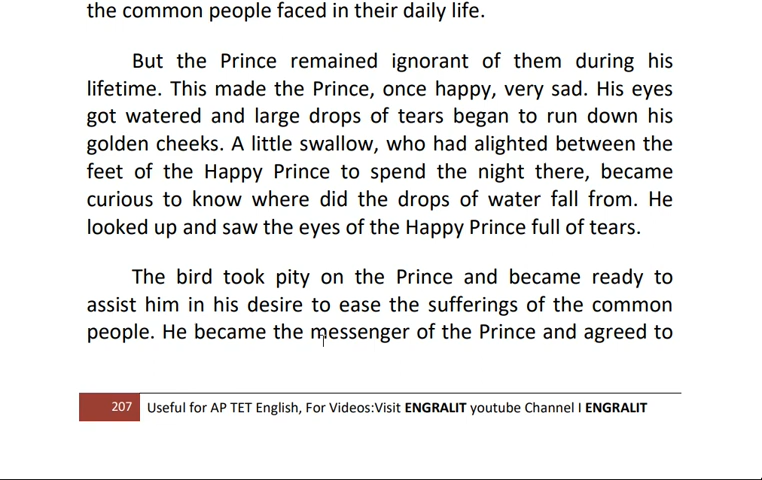 the common people faced in their daily life.
But the Prince remained ignorant of them during his
lifetime. This made the Prince, once happy, very sad. His eyes
got watered and large drops of tears began to run down his
golden cheeks. A little swallow, who had alighted between the
feet of the Happy Prince to spend the night there, became
curious to know where did the drops of water fall from. He
looked up and saw the eyes of the Happy Prince full of tears.
The bird took pity on the Prince and became ready to
assist him in his desire to ease the sufferings of the common
people. He became the messenger of the Prince and agreed to
207 Useful for AP TET English, For Videos:Visit ENGRALIT youtube Channel I ENGRALIT